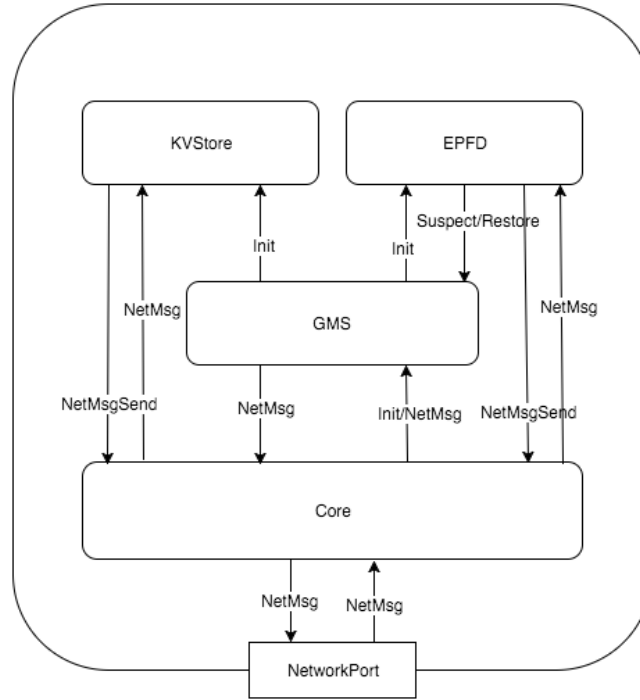 KVStore
EPFD
Suspect/Restore
Init
Init
NetMsg
NetMsg
GMS
NetMsgSend
NetMsg
Init/NetMsg
NetMsgSend
Core
NetMsg
NetMsg
NetworkPort